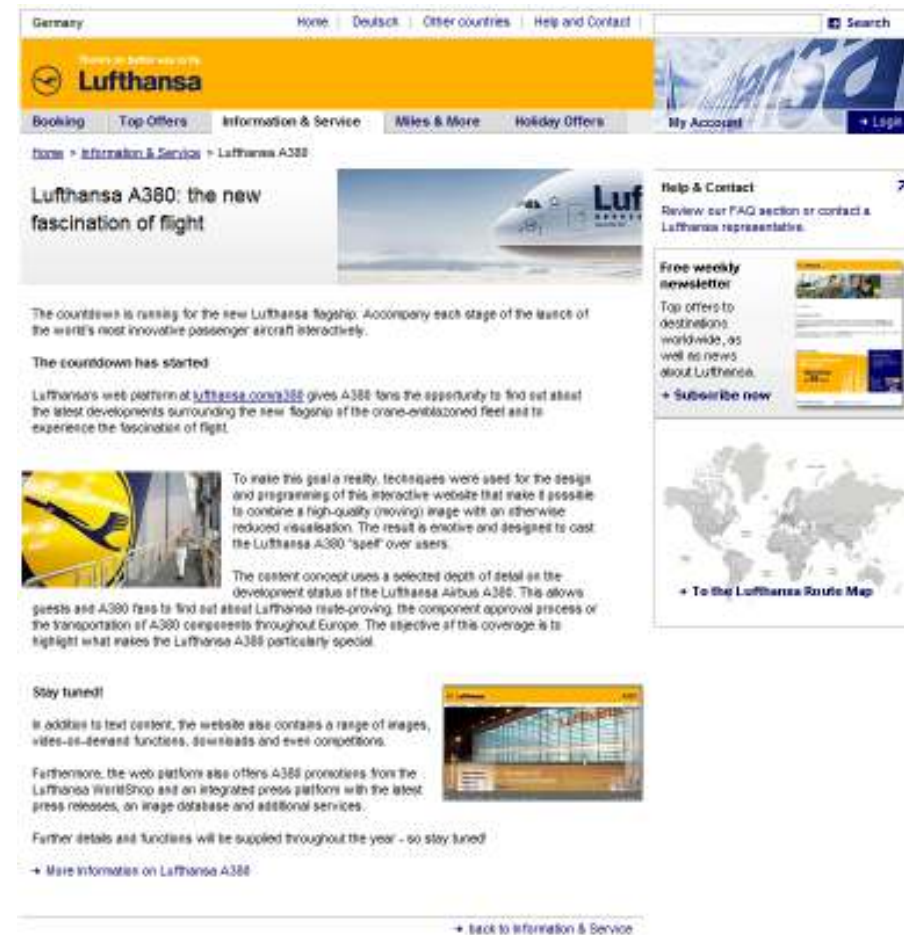 Germany
Home | Deutsch | Other countries | Help and Contact
Search
There's no better way to fly.
Lufthansa
Booking
Top Offers
Information & Service
Miles & More
Holiday Offers
My Account
→ Login
Home > Information & Service > Lufthansa A380
Lufthansa A380: the new
fascination of flight
Luf
The countdown is running for the new Lufthansa flagship. Accompany each stage of the launch of
the world's most innovative passenger aircraft interactively.
The countdown has started
Lufthansa's web platform at lufthansa.com/a380 gives A380 fans the opportunity to find out about
the latest developments surrounding the new flagship of the crane-emblazoned fleet and to
experience the fascination of flight.
To make this goal a reality, techniques were used for the design
and programming of this interactive website that make it possible
to combine a high-quality (moving) image with an otherwise
reduced visualisation. The result is emotive and designed to cast
the Lufthansa A380 "spell" over users.
The content concept uses a selected depth of detail on the
development status of the Lufthansa Airbus A380. This allows
guests and A380 fans to find out about Lufthansa route-proving, the component approval process or
the transportation of A380 components throughout Europe. The objective of this coverage is to
highlight what makes the Lufthansa A380 particularly special.
Stay tuned!
In addition to text content, the website also contains a range of images,
video-on-demand functions, downloads and even competitions.
Furthermore, the web platform also offers A380 promotions from the
Lufthansa WorldShop and an integrated press platform with the latest
press releases, an image database and additional services.
Further details and functions will be supplied throughout the year - so stay tuned!
→ More information on Lufthansa A380
→ back to Information & Service
Help & Contact
Review our FAQ section or contact a
Lufthansa representative.
Free weekly
newsletter
Top offers to
destinations
worldwide, as
well as news
about Lufthansa.
→ Subscribe now
→ To the Lufthansa Route Map